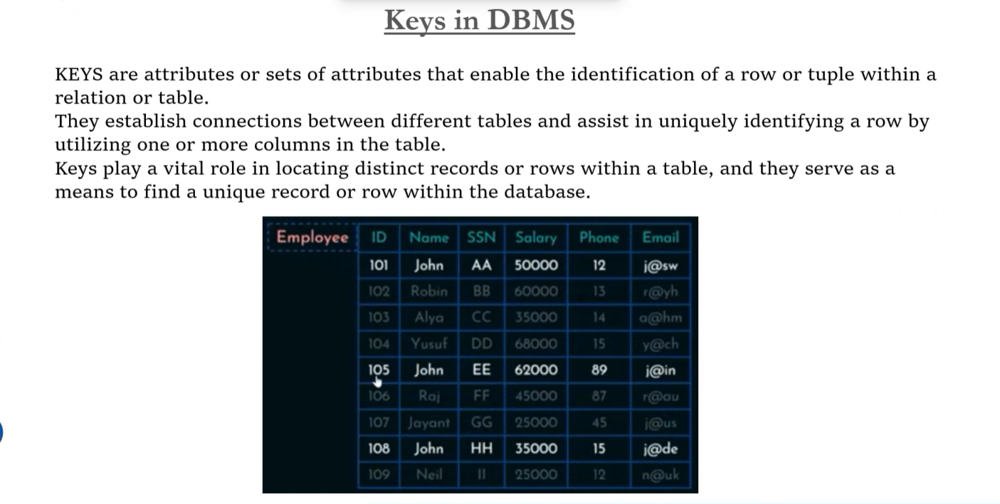 Keys in DBMS
KEYS are attributes or sets of attributes that enable the identification of a row or tuple within a
relation or table.
They establish connections between different tables and assist in uniquely identifying a row by
utilizing one or more columns in the table.
Keys play a vital role in locating distinct records or rows within a table, and they serve as a
means to find a unique record or row within the database.
Employee ID Name SSN Salary Phone Email
101 John AA 50000 12 j@sw
102 Robin BB 60000 13 r@yh
103 Alya CC 35000 14 a@hm
104 Yusuf DD 68000 15 y@ch
105 John EE 62000 89 j@in
106 Raj FF 45000 87 r@au
107 Jayant GG 25000 45 j@us
108 John HH 35000 15 j@de
109 Neil II 25000 12 n@uk